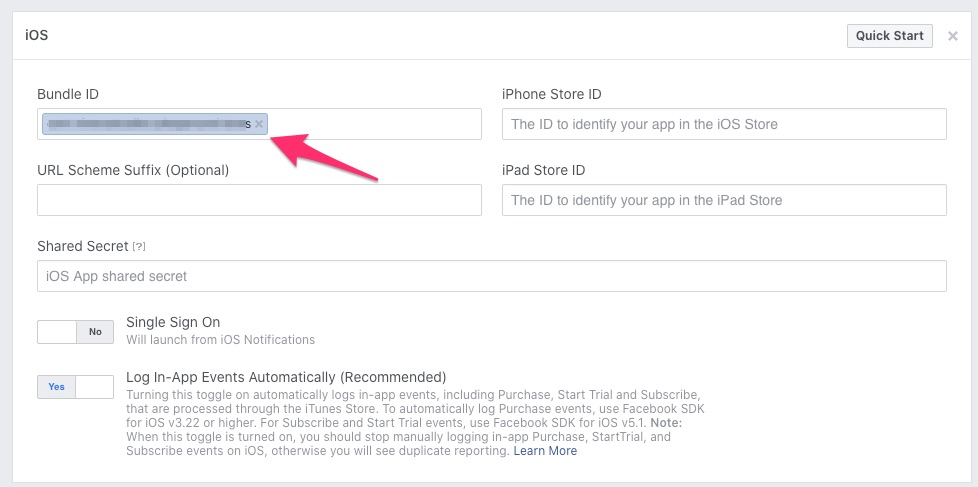 iOS
Quick Start ×
Bundle ID
iPhone Store ID
s ×
The ID to identify your app in the iOS Store
URL Scheme Suffix (Optional)
iPad Store ID
The ID to identify your app in the iPad Store
Shared Secret [?]
iOS App shared secret
No
Single Sign On
Will launch from iOS Notifications
Yes
Log In-App Events Automatically (Recommended)
Turning this toggle on automatically logs in-app events, including Purchase, Start Trial and Subscribe,
that are processed through the iTunes Store. To automatically log Purchase events, use Facebook SDK
for iOS v3.22 or higher. For Subscribe and Start Trial events, use Facebook SDK for iOS v5.1. Note:
When this toggle is turned on, you should stop manually logging in-app Purchase, StartTrial, and
Subscribe events on iOS, otherwise you will see duplicate reporting. Learn More